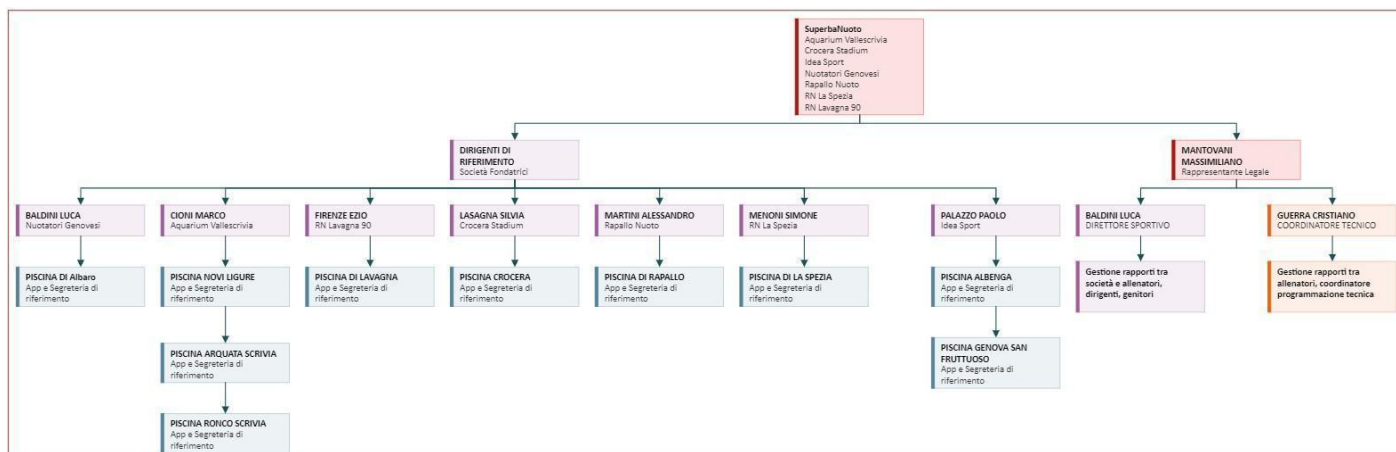 SuperbaNuoto
Aquarium Vallescrivia
Crocera Stadium
Idea Sport
Nuotatori Genovesi
Rapallo Nuoto
RN La Spezia
RN Lavagna 90
DIRIGENTI DI
RIFERIMENTO
Società Fondatrici
MANTOVANI
MASSIMILIANO
Rappresentante Legale
BALDINI LUCA
Nuotatori Genovesi
CIONI MARCO
Aquarium Vallescrivia
FIRENZE EZIO
RN Lavagna 90
LASAGNA SILVIA
Crocera Stadium
MARTINI ALESSANDRO
Rapallo Nuoto
MENONI SIMONE
RN La Spezia
PALAZZO PAOLO
Idea Sport
BALDINI LUCA
DIRETTORE SPORTIVO
GUERRA CRISTIANO
COORDINATORE TECNICO
PISCINA DI Albaro
App e Segreteria di
riferimento
PISCINA NOVI LIGURE
App e Segreteria di
riferimento
PISCINA DI LAVAGNA
App e Segreteria di
riferimento
PISCINA CROCERA
App e Segreteria di
riferimento
PISCINA DI RAPALLO
App e Segreteria di
riferimento
PISCINA DI LA SPEZIA
App e Segreteria di
riferimento
PISCINA ALBENGA
App e Segreteria di
riferimento
Gestione rapporti tra
società e allenatori,
dirigenti, genitori
Gestione rapporti tra
allenatori, coordinatore
programmazione tecnica
PISCINA ARQUATA SCRIVIA
App e Segreteria di
riferimento
PISCINA GENOVA SAN
FRUTTUOSO
App e Segreteria di
riferimento
PISCINA RONCO SCRIVIA
App e Segreteria di
riferimento